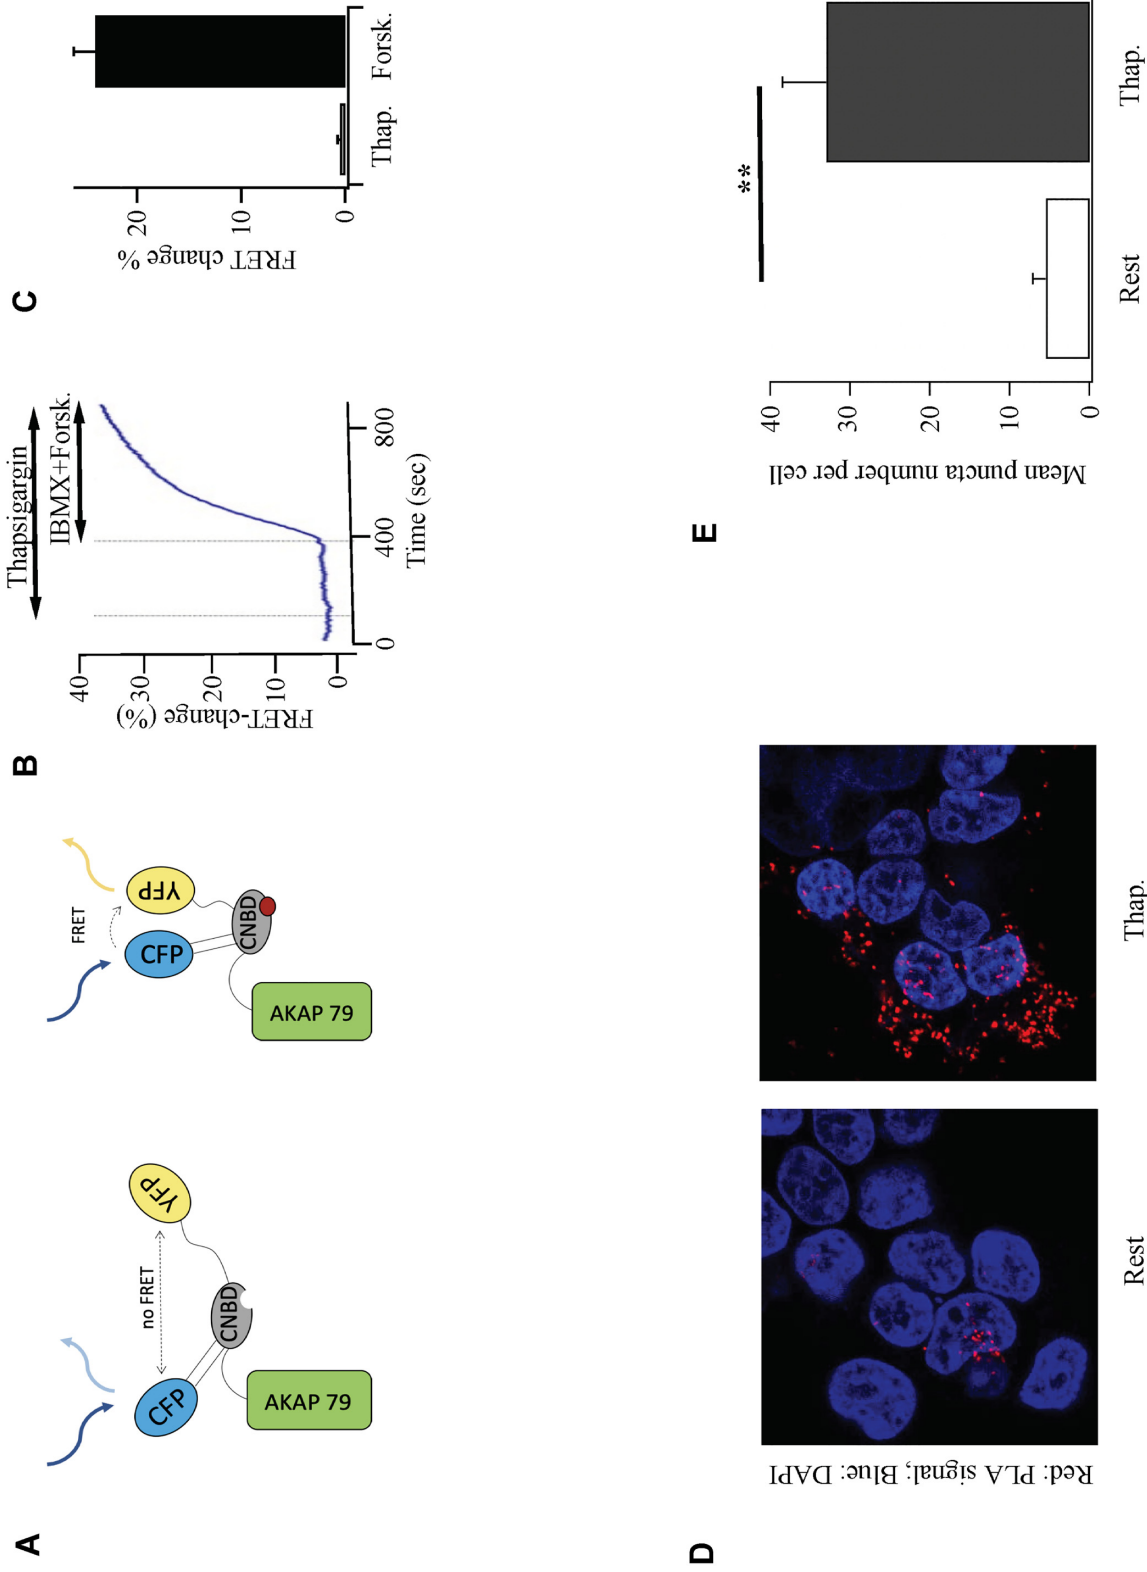 A
no FRET
CFP
YFP
CNBD
AKAP 79
FRET
CFP
YFP
CNBD
AKAP 79
B
Thapsigargin
IBMX+Forsk.
FRET-change (%)
40
30
20
10
0
0
400
800
Time (sec)
C
FRET change %
20
10
0
Thap.
Forsk.
D
Red: PLA signal; Blue: DAPI
Rest
Thap.
E
**
Mean puncta number per cell
40
30
20
10
0
Rest
Thap.